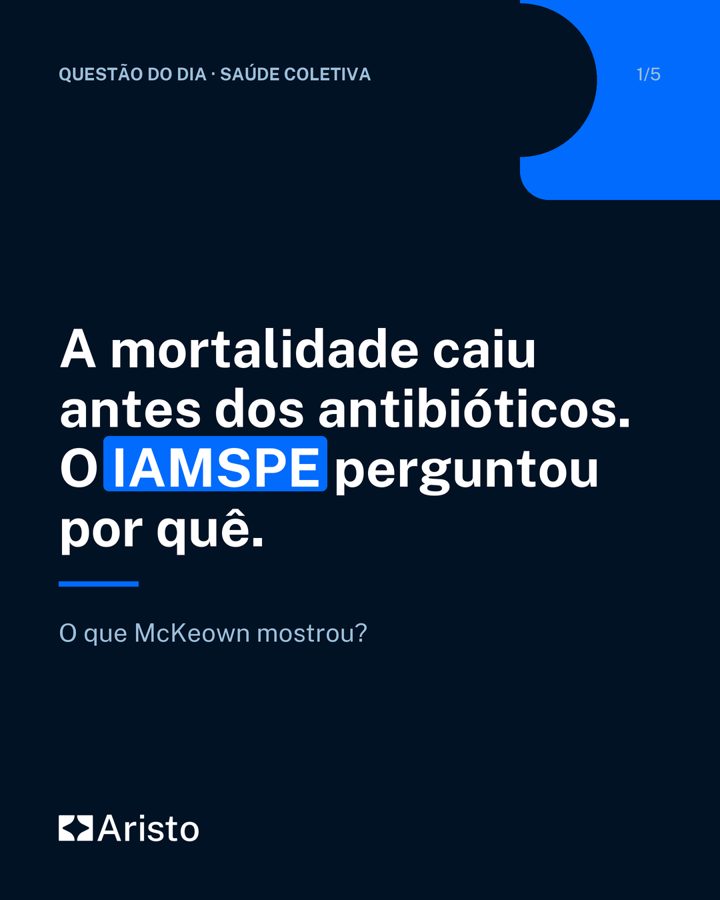 QUESTÃO DO DIA · SAÚDE COLETIVA
1/5
A mortalidade caiu
antes dos antibióticos.
O IAMSPE perguntou
por quê.
O que McKeown mostrou?
Aristo